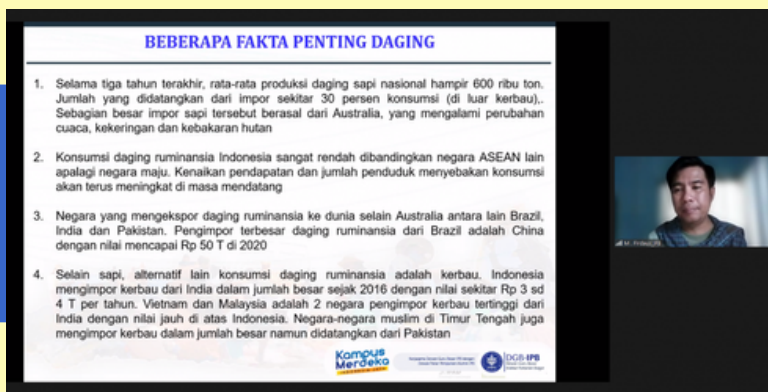 BEBERAPA FAKTA PENTING DAGING
1. Selama tiga tahun terakhir, rata-rata produksi daging sapi nasional hampir 600 ribu ton.
Jumlah yang didatangkan dari impor sekitar 30 persen konsumsi (di luar kerbau),.
Sebagian besar impor sapi tersebut berasal dari Australia, yang mengalami perubahan
cuaca, kekeringan dan kebakaran hutan
2. Konsumsi daging ruminansia Indonesia sangat rendah dibandingkan negara ASEAN lain
apalagi negara maju. Kenaikan pendapatan dan jumlah penduduk menyebakan konsumsi
akan terus meningkat di masa mendatang
3. Negara yang mengekspor daging ruminansia ke dunia selain Australia antara lain Brazil,
India dan Pakistan. Pengimpor terbesar daging ruminansia dari Brazil adalah China
dengan nilai mencapai Rp 50 T di 2020
4. Selain sapi, alternatif lain konsumsi daging ruminansia adalah kerbau. Indonesia
mengimpor kerbau dari India dalam jumlah besar sejak 2016 dengan nilai sekitar Rp 3 sd
4 T per tahun. Vietnam dan Malaysia adalah 2 negara pengimpor kerbau tertinggi dari
India dengan nilai jauh di atas Indonesia. Negara-negara muslim di Timur Tengah juga
mengimpor kerbau dalam jumlah besar namun didatangkan dari Pakistan
Kampus
Merdeka
DGB-IPB